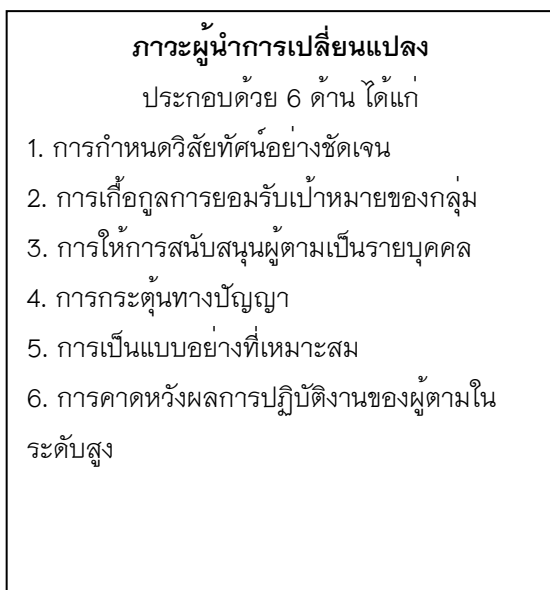 ภาวะผู้นำการเปลี่ยนแปลง
ประกอบด้วย 6 ด้าน ได้แก่
1. การกำหนดวิสัยทัศน์อย่างชัดเจน
2. การเกื้อกูลการยอมรับเป้าหมายของกลุ่ม
3. การให้การสนับสนุนผู้ตามเป็นรายบุคคล
4. การกระตุ้นทางปัญญา
5. การเป็นแบบอย่างที่เหมาะสม
6. การคาดหวังผลการปฏิบัติงานของผู้ตามใน
ระดับสูง